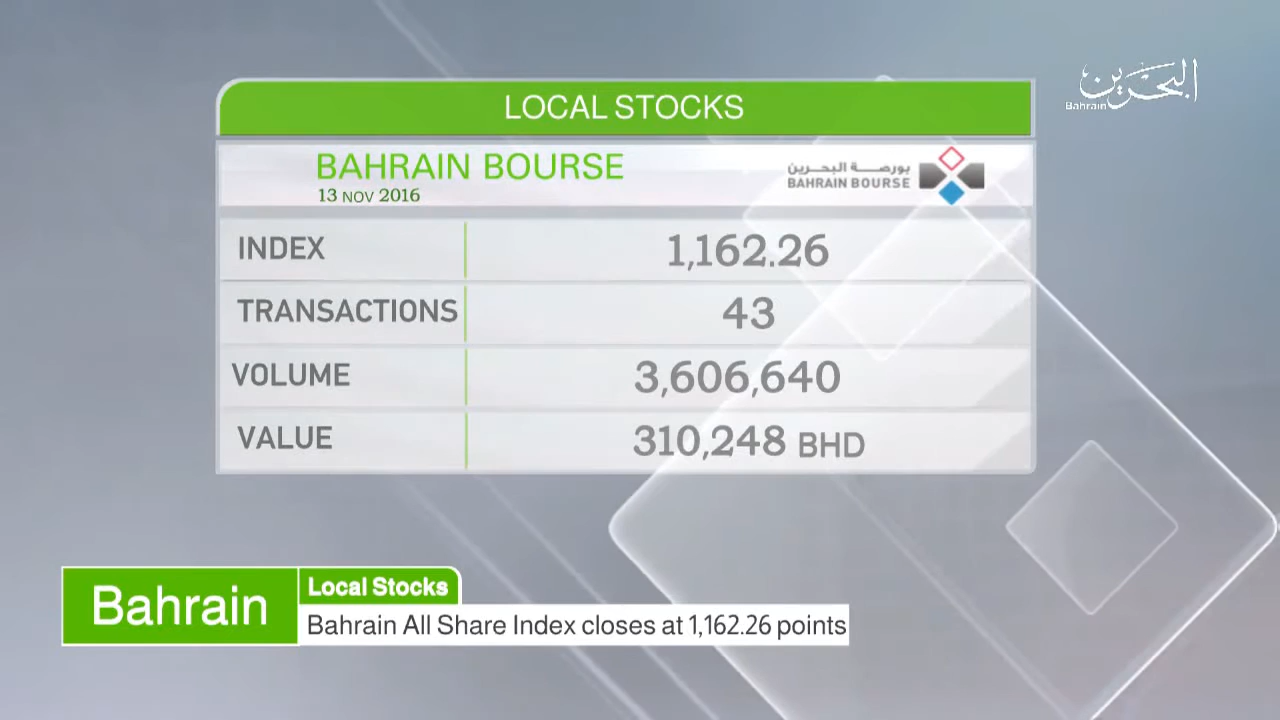 LOCAL STOCKS
البحرين
Bahrain
BAHRAIN BOURSE
13 NOV 2016
بورصة البحرين
BAHRAIN BOURSE
INDEX 1,162.26
TRANSACTIONS 43
VOLUME 3,606,640
VALUE 310,248 BHD
Bahrain
Local Stocks
Bahrain All Share Index closes at 1,162.26 points